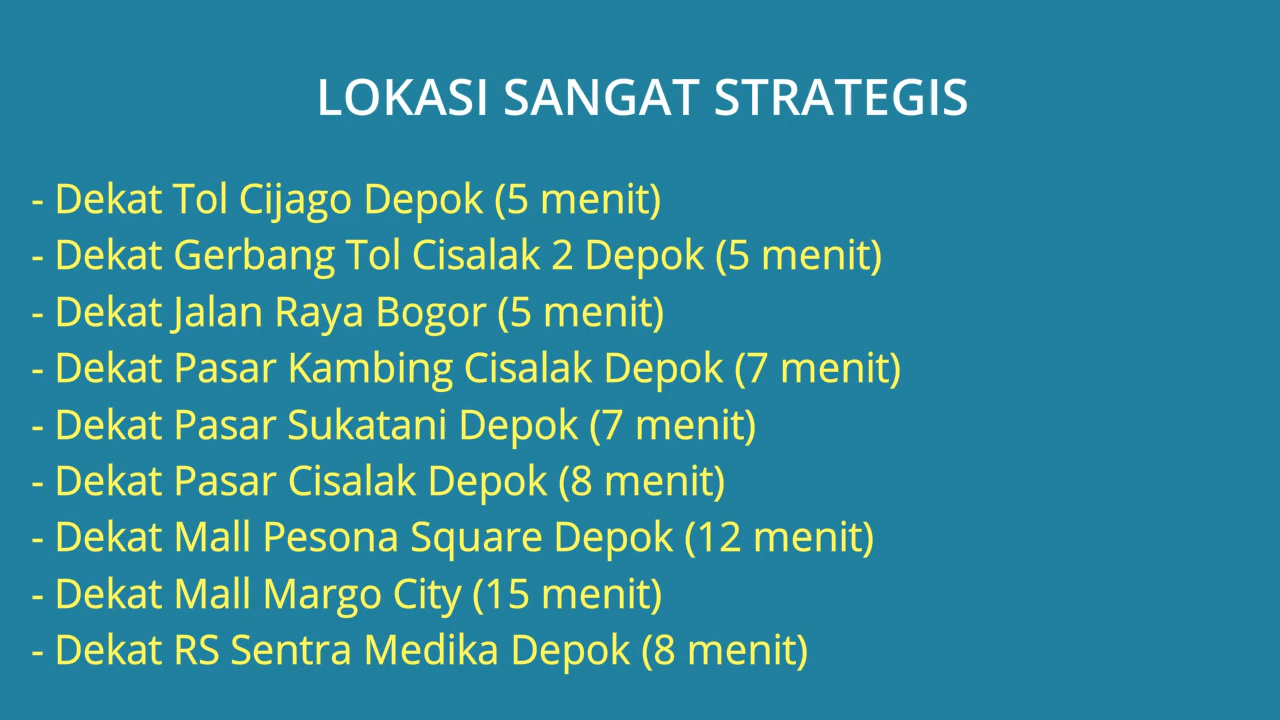 LOKASI SANGAT STRATEGIS
- Dekat Tol Cijago Depok (5 menit)
- Dekat Gerbang Tol Cisalak 2 Depok (5 menit)
- Dekat Jalan Raya Bogor (5 menit)
- Dekat Pasar Kambing Cisalak Depok (7 menit)
- Dekat Pasar Sukatani Depok (7 menit)
- Dekat Pasar Cisalak Depok (8 menit)
- Dekat Mall Pesona Square Depok (12 menit)
- Dekat Mall Margo City (15 menit)
- Dekat RS Sentra Medika Depok (8 menit)